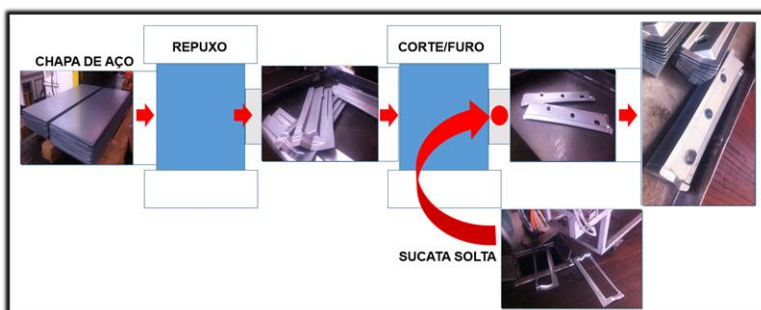 REPUXO
CORTE/FURO
CHAPA DE AÇO
SUCATA SOLTA